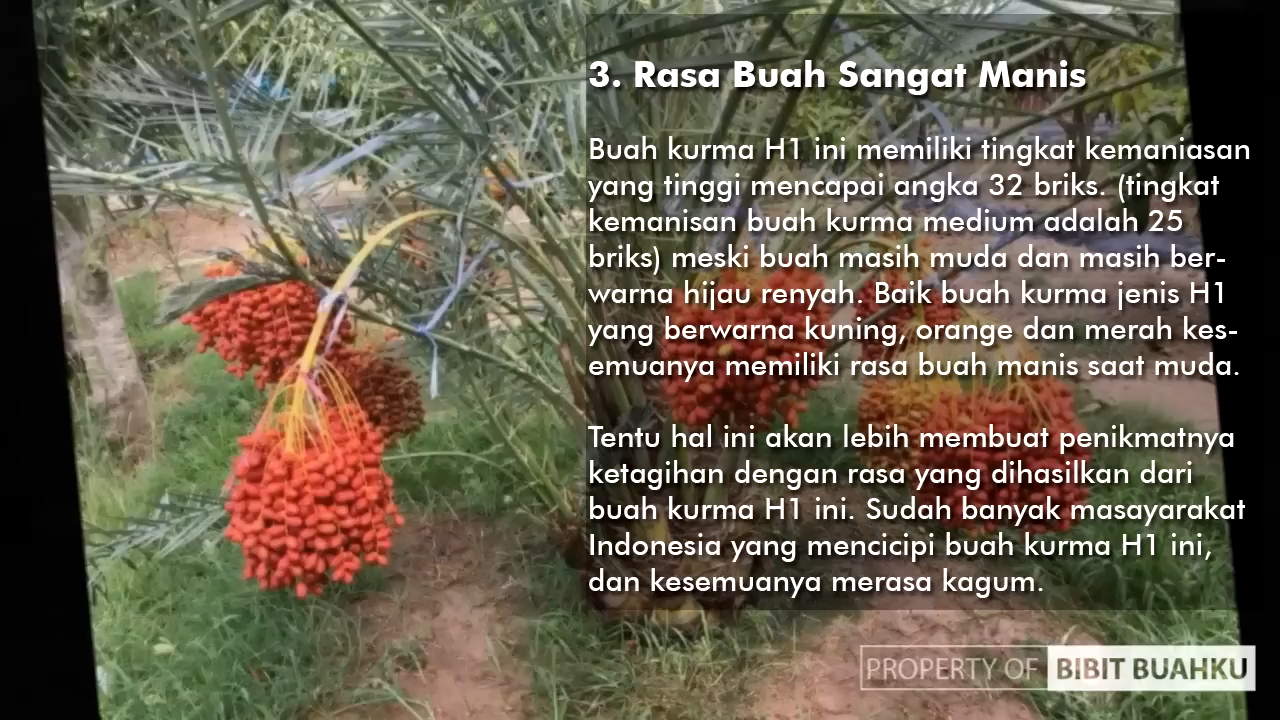 3. Rasa Buah Sangat Manis
Buah kurma H1 ini memiliki tingkat kemaniasan
yang tinggi mencapai angka 32 briks. (tingkat
kemanisan buah kurma medium adalah 25
briks) meski buah masih muda dan masih ber-
warna hijau renyah. Baik buah kurma jenis H1
yang berwarna kuning, orange dan merah kes-
emuanya memiliki rasa buah manis saat muda.
Tentu hal ini akan lebih membuat penikmatnya
ketagihan dengan rasa yang dihasilkan dari
buah kurma H1 ini. Sudah banyak masayarakat
Indonesia yang mencicipi buah kurma H1 ini,
dan kesemuanya merasa kagum.
PROPERTY OF BIBIT BUAHKU